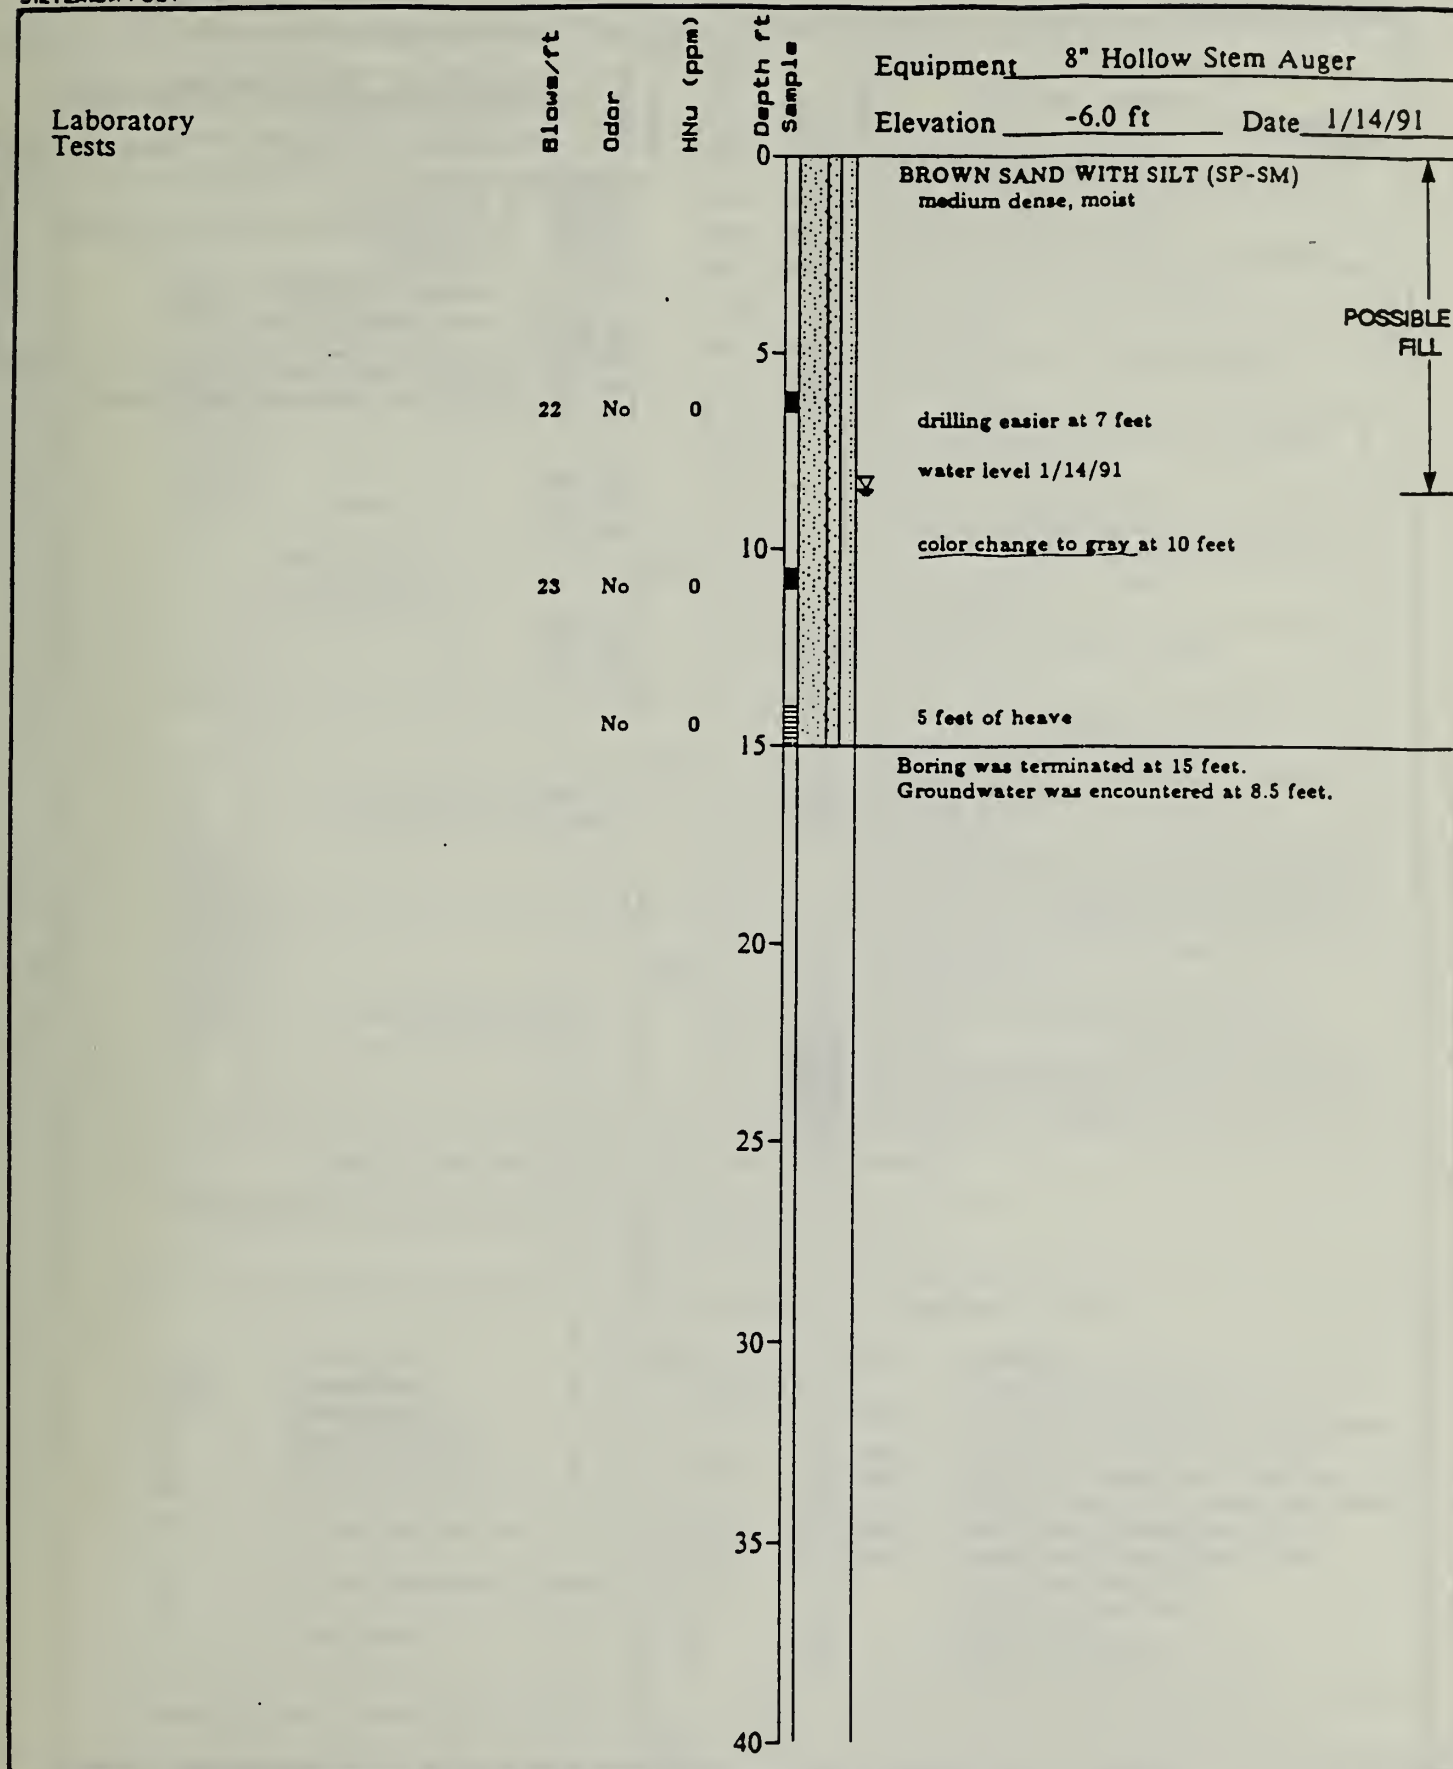 Laboratory
Tests
Blows/ft
Odor
HNu (ppm)
Depth ft
Sample
Equipment 8" Hollow Stem Auger
Elevation -6.0 ft Date 1/14/91
0
BROWN SAND WITH SILT (SP-SM)
medium dense, moist
POSSIBLE
FILL
5
22 No 0
drilling easier at 7 feet
water level 1/14/91
10
color change to gray at 10 feet
23 No 0
No 0
5 feet of heave
15
Boring was terminated at 15 feet.
Groundwater was encountered at 8.5 feet.
20
25
30
35
40